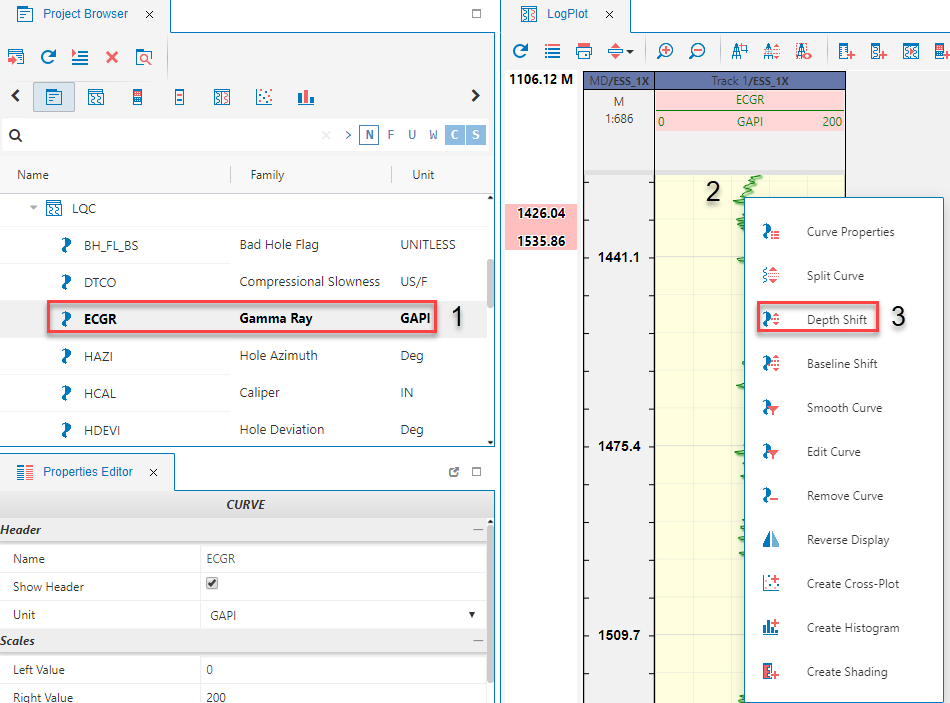 Project Browser
N F U W C S
Name Family Unit
LQC
BH_FL_BS Bad Hole Flag UNITLESS
DTCO Compressional Slowness US/F
ECGR Gamma Ray GAPI 1
HAZI Hole Azimuth Deg
HCAL Caliper IN
HDEVI Hole Deviation Deg
Properties Editor
CURVE
Header
Name ECGR
Show Header
Unit GAPI
Scales
Left Value 0
Right Value 200
LogPlot
1106.12 M
MD/ESS_1X Track 1/ESS_1X
M ECGR
1:686 0 GAPI 200
2
1426.04
1535.86
1441.1
1475.4
1509.7
Curve Properties
Split Curve
Depth Shift 3
Baseline Shift
Smooth Curve
Edit Curve
Remove Curve
Reverse Display
Create Cross-Plot
Create Histogram
Create Shading